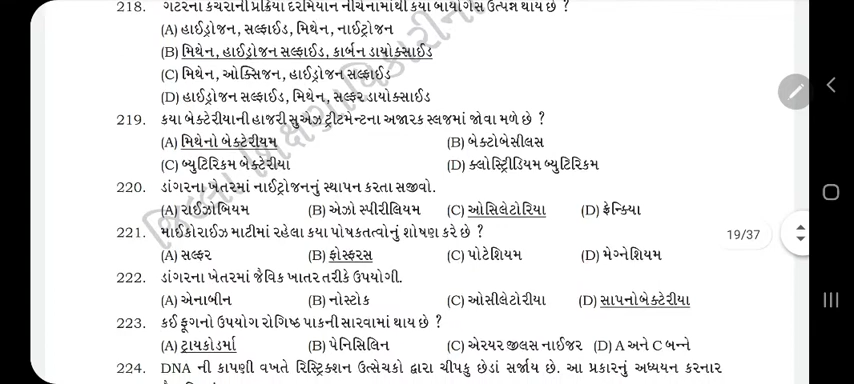 218. ગટરના કચરાની પ્રક્રિયા દરમિયાન નીચેનામાંથી કયા બાયોગેસ ઉત્પન્ન થાય છે ?
(A) હાઈડ્રોજન, સલ્ફાઈડ, મિથેન, નાઈટ્રોજન
(B) મિથેન, હાઈડ્રોજન સલ્ફાઈડ, કાર્બન ડાયોક્સાઈડ
(C) મિથેન, ઓક્સિજન, હાઈડ્રોજન સલ્ફાઈડ
(D) હાઈડ્રોજન સલ્ફાઈડ, મિથેન, સલ્ફર ડાયોક્સાઈડ
219. કયા બેક્ટેરીયાની હાજરી સુએઝ ટ્રીટમેન્ટના અજારક સ્લજમાં જોવા મળે છે ?
(A) મિથેનો બેક્ટેરીયમ (B) બેક્ટોબેસીલસ
(C) બ્યુટિરિકમ બેક્ટેરીયા (D) ક્લોસ્ટ્રિડિયમ બ્યુટિરિકમ
220. ડાંગરના ખેતરમાં નાઈટ્રોજનનું સ્થાપન કરતા સજીવો.
(A) રાઈઝોબિયમ (B) એઝો સ્પીરીલિયમ (C) ઓસિલેટોરિયા (D) ફ્રેન્કિયા
221. માઈકોરાઈઝ માટીમાં રહેલા કયા પોષકતત્વોનું શોષણ કરે છે ?
19/37
(A) સલ્ફર (B) ફોસ્ફરસ (C) પોટેશિયમ (D) મેગ્નેશિયમ
222. ડાંગરના ખેતરમાં જૈવિક ખાતર તરીકે ઉપયોગી.
(A) એનાબીન (B) નોસ્ટોક (C) ઓસીલેટોરીયા (D) સાપનોબેક્ટેરીયા
223. કઈ ફૂગનો ઉપયોગ રોગિષ્ઠ પાકની સારવામાં થાય છે ?
(A) ટ્રાયકોડર્મા (B) પેનિસિલિન (C) એરયર જીલસ નાઈજર (D) A અને C બન્ને
224. DNA ની કાપણી વખતે રિસ્ટ્રિક્શન ઉત્સેચકો દ્વારા ચીપકુ છેડાં સર્જાય છે. આ પ્રકારનું અધ્યયન કરનાર